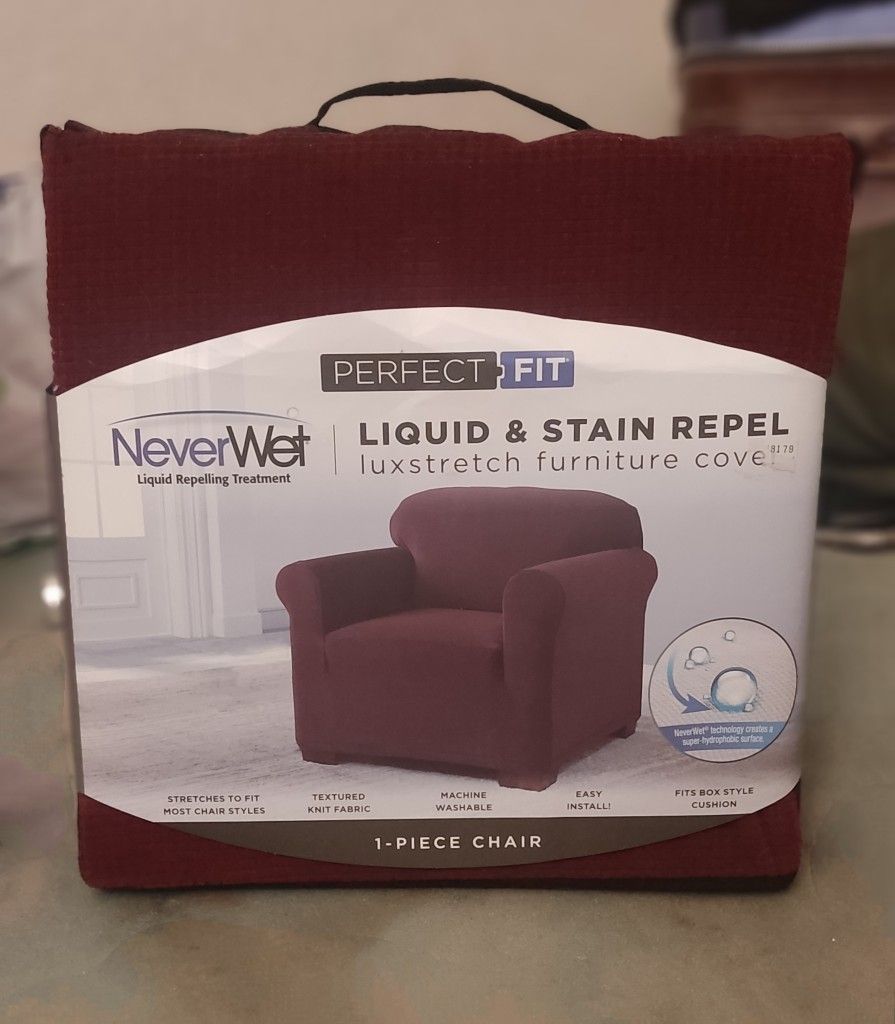 PERFECT FIT
NeverWet
Liquid Repelling Treatment
LIQUID & STAIN REPEL
luxstretch furniture cove
8178
NeverWet® technology creates a
super-hydrophobic surface.
STRETCHES TO FIT
MOST CHAIR STYLES
TEXTURED
KNIT FABRIC
MACHINE
WASHABLE
EASY
INSTALL!
FITS BOX STYLE
CUSHION
1-PIECE CHAIR